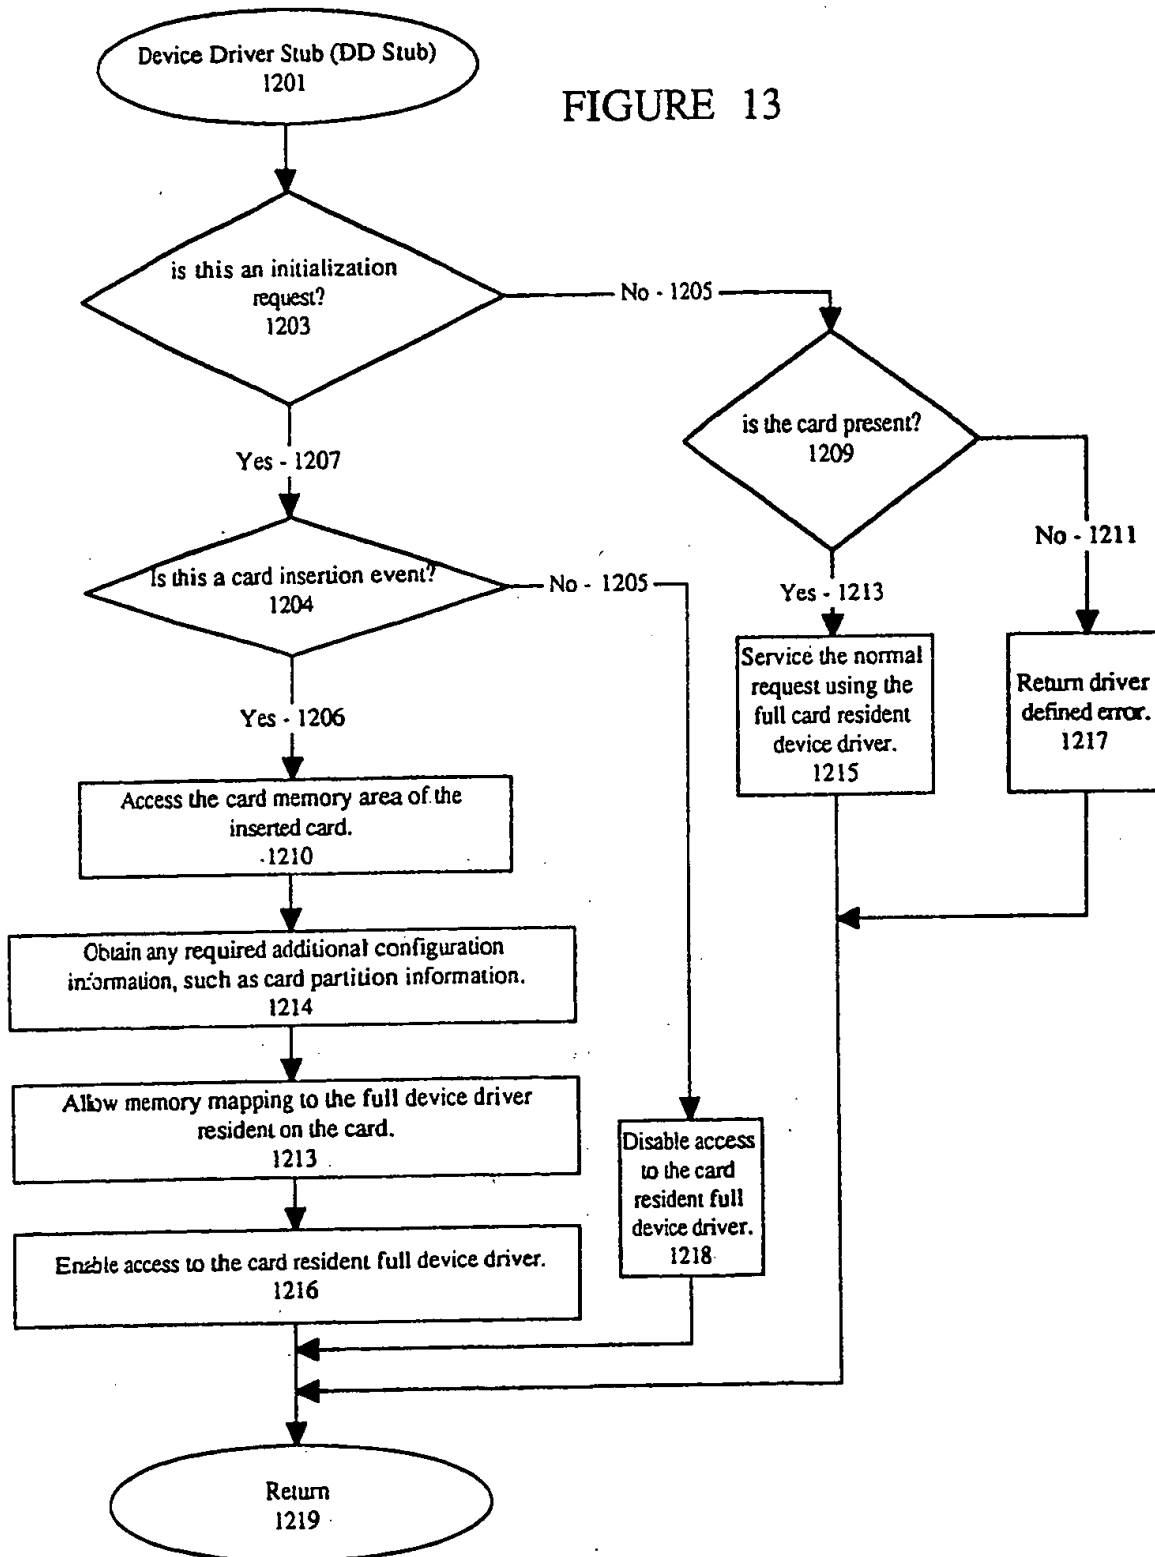 Device Driver Stub (DD Stub)
1201
FIGURE 13
is this an initialization
request?
1203
No - 1205
is the card present?
1209
Yes - 1207
No - 1211
Is this a card insertion event?
1204
No - 1205
Yes - 1213
Service the normal
request using the
full card resident
device driver.
1215
Return driver
defined error.
1217
Yes - 1206
Access the card memory area of the
inserted card.
1210
Obtain any required additional configuration
information, such as card partition information.
1214
Allow memory mapping to the full device driver
resident on the card.
1213
Disable access
to the card
resident full
device driver.
1218
Enable access to the card resident full device driver.
1216
Return
1219